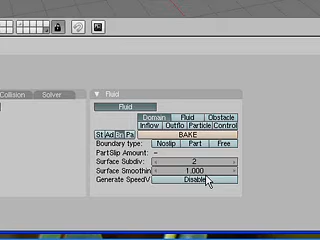 Collision Solver
Fluid
Fluid
Domain Fluid Obstacle
Inflow Outflo Particle Control
St Ad Bn Pa BAKE
Boundary type: Noslip Part Free
PartSlip Amount: -
Surface Subdiv: 2
Surface Smoothin 1.000
Generate SpeedV Disable